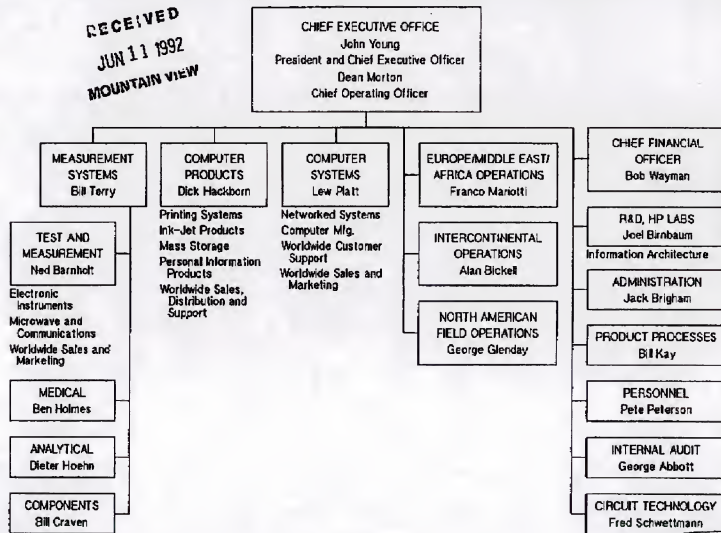 RECEIVED
JUN 11 1992
MOUNTAIN VIEW
CHIEF EXECUTIVE OFFICE
John Young
President and Chief Executive Officer
Dean Morton
Chief Operating Officer
MEASUREMENT
SYSTEMS
Bill Terry
TEST AND
MEASUREMENT
Ned Barnholt
Electronic
Instruments
Microwave and
Communications
Worldwide Sales and
Marketing
MEDICAL
Ben Holmes
ANALYTICAL
Dieter Hoehn
COMPONENTS
Bill Craven
COMPUTER
PRODUCTS
Dick Hackborn
Printing Systems
Ink-Jet Products
Mass Storage
Personal Information
Products
Worldwide Sales,
Distribution and
Support
COMPUTER
SYSTEMS
Lew Platt
Networked Systems
Computer Mfg.
Worldwide Customer
Support
Worldwide Sales and
Marketing
EUROPE/MIDDLE EAST/
AFRICA OPERATIONS
Franco Mariotti
INTERCONTINENTAL
OPERATIONS
Alan Bickell
NORTH AMERICAN
FIELD OPERATIONS
George Glenday
CHIEF FINANCIAL
OFFICER
Bob Wayman
R&D, HP LABS
Joel Birnbaum
Information Architecture
ADMINISTRATION
Jack Brigham
PRODUCT PROCESSES
Bill Kay
PERSONNEL
Pete Peterson
INTERNAL AUDIT
George Abbott
CIRCUIT TECHNOLOGY
Fred Schwettmann